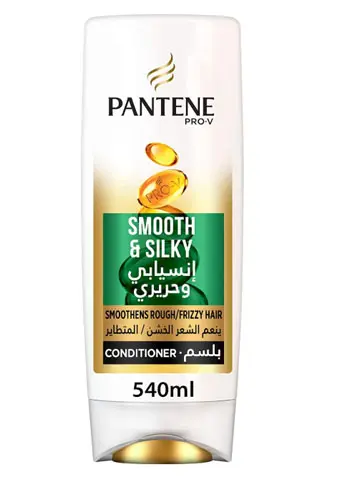 PANTENE
PRO-V
PRO-V
SMOOTH
& SILKY
إنسيابي
وحريري
SMOOTHENS ROUGH/FRIZZY HAIR
ينعم الشعر الخشن / المتطاير
CONDITIONER • بلسم
540ml